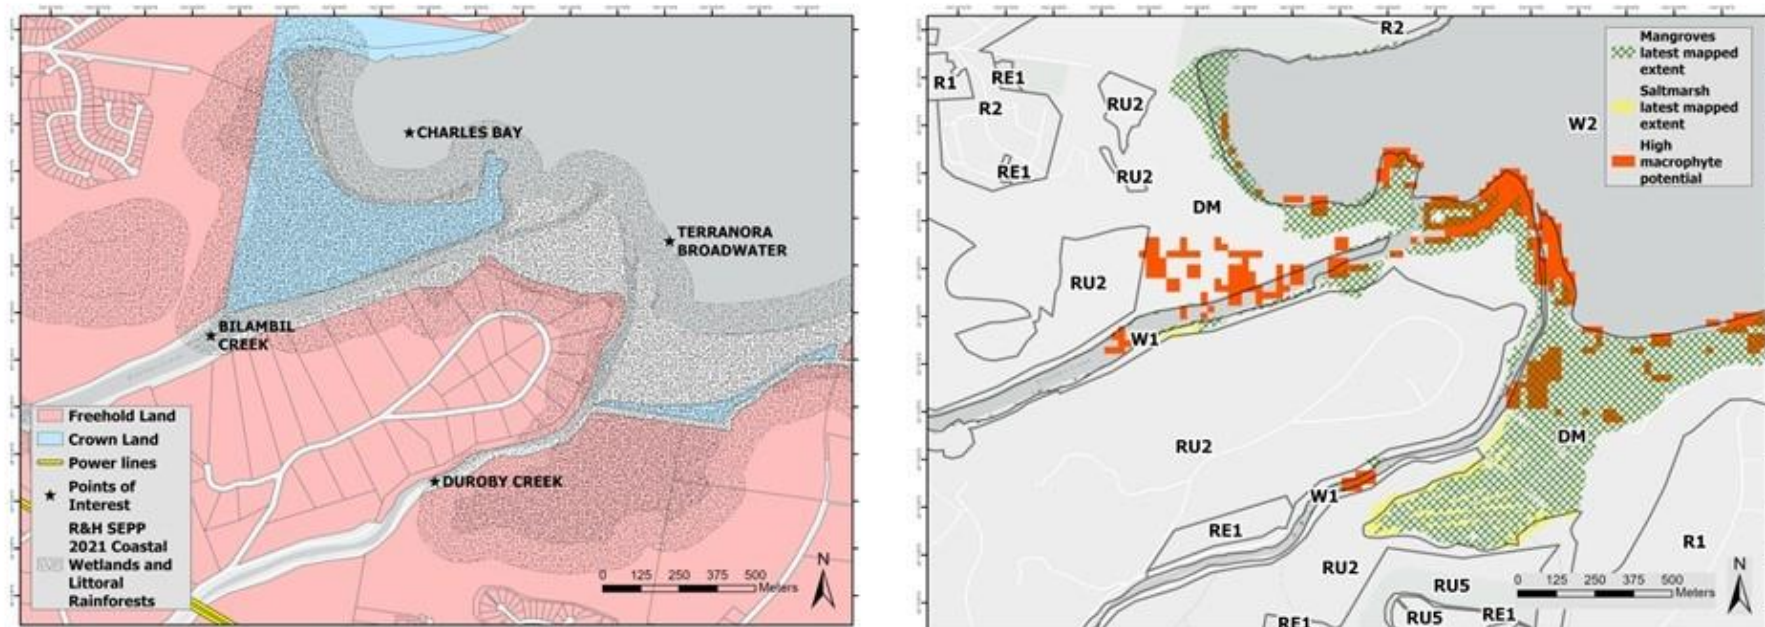 CHARLES BAY
TERRANORA
BROADWATER
BILAMBIL
CREEK
DUROBY CREEK
Freehold Land
Crown Land
Power lines
Points of
Interest
R&H SEPP
2021 Coastal
Wetlands and
Littoral
Rainforests
0 125 250 375 500
Meters
N
R2
Mangroves
latest mapped
extent
Saltmarsh
latest mapped
extent
High
macrophyte
potential
R1
RE1
R2
RU2
W2
RE1
RU2
DM
RU2
W1
RU2
DM
W1
RE1
RU2
R1
RU5
RU5
RE1
RE1
0 125 250 375 500
Meters
N